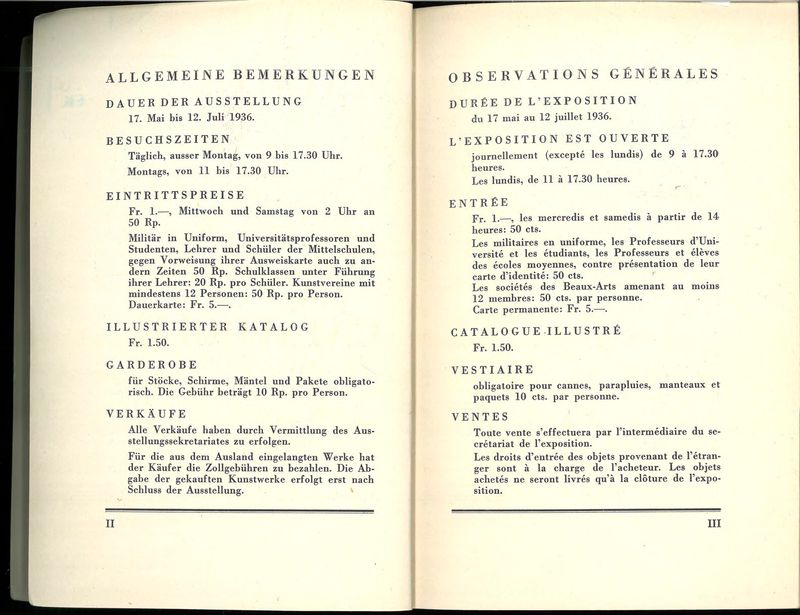 ALLGEMEINE BEMERKUNGEN
DAUER DER AUSSTELLUNG
17. Mai bis 12. Juli 1936.
BESUCHSZEITEN
Täglich, ausser Montag, von 9 bis 17.30 Uhr.
Montags, von 11 bis 17.30 Uhr.
EINTRITTSPREISE
Fr. 1.—, Mittwoch und Samstag von 2 Uhr an
50 Rp.
Militär in Uniform, Universitätsprofessoren und
Studenten, Lehrer und Schüler der Mittelschulen,
gegen Vorweisung ihrer Ausweiskarte auch zu an-
dern Zeiten 50 Rp. Schulklassen unter Führung
ihrer Lehrer: 20 Rp. pro Schüler. Kunstvereine mit
mindestens 12 Personen: 50 Rp. pro Person.
Dauerkarte: Fr. 5.—.
ILLUSTRIERTER KATALOG
Fr. 1.50.
GARDEROBE
für Stöcke, Schirme, Mäntel und Pakete obligato-
risch. Die Gebühr beträgt 10 Rp. pro Person.
VERKÄUFE
Alle Verkäufe haben durch Vermittlung des Aus-
stellungssekretariates zu erfolgen.
Für die aus dem Ausland eingelangten Werke hat
der Käufer die Zollgebühren zu bezahlen. Die Ab-
gabe der gekauften Kunstwerke erfolgt erst nach
Schluss der Ausstellung.
II
OBSERVATIONS GÉNÉRALES
DURÉE DE L'EXPOSITION
du 17 mai au 12 juillet 1936.
L'EXPOSITION EST OUVERTE
journellement (excepté les lundis) de 9 à 17.30
heures.
Les lundis, de 11 à 17.30 heures.
ENTRÉE
Fr. 1.—, les mercredis et samedis à partir de 14
heures: 50 cts.
Les militaires en uniforme, les Professeurs d'Uni-
versité et les étudiants, les Professeurs et élèves
des écoles moyennes, contre présentation de leur
carte d'identité: 50 cts.
Les sociétés des Beaux-Arts amenant au moins
12 membres: 50 cts. par personne.
Carte permanente: Fr. 5.—.
CATALOGUE ILLUSTRÉ
Fr. 1.50.
VESTIAIRE
obligatoire pour cannes, parapluies, manteaux et
paquets 10 cts. par personne.
VENTES
Toute vente s'effectuera par l'intermédiaire du se-
crétariat de l'exposition.
Les droits d'entrée des objets provenant de l'étran-
ger sont à la charge de l'acheteur. Les objets
achetés ne seront livrés qu'à la clôture de l'expo-
sition.
III